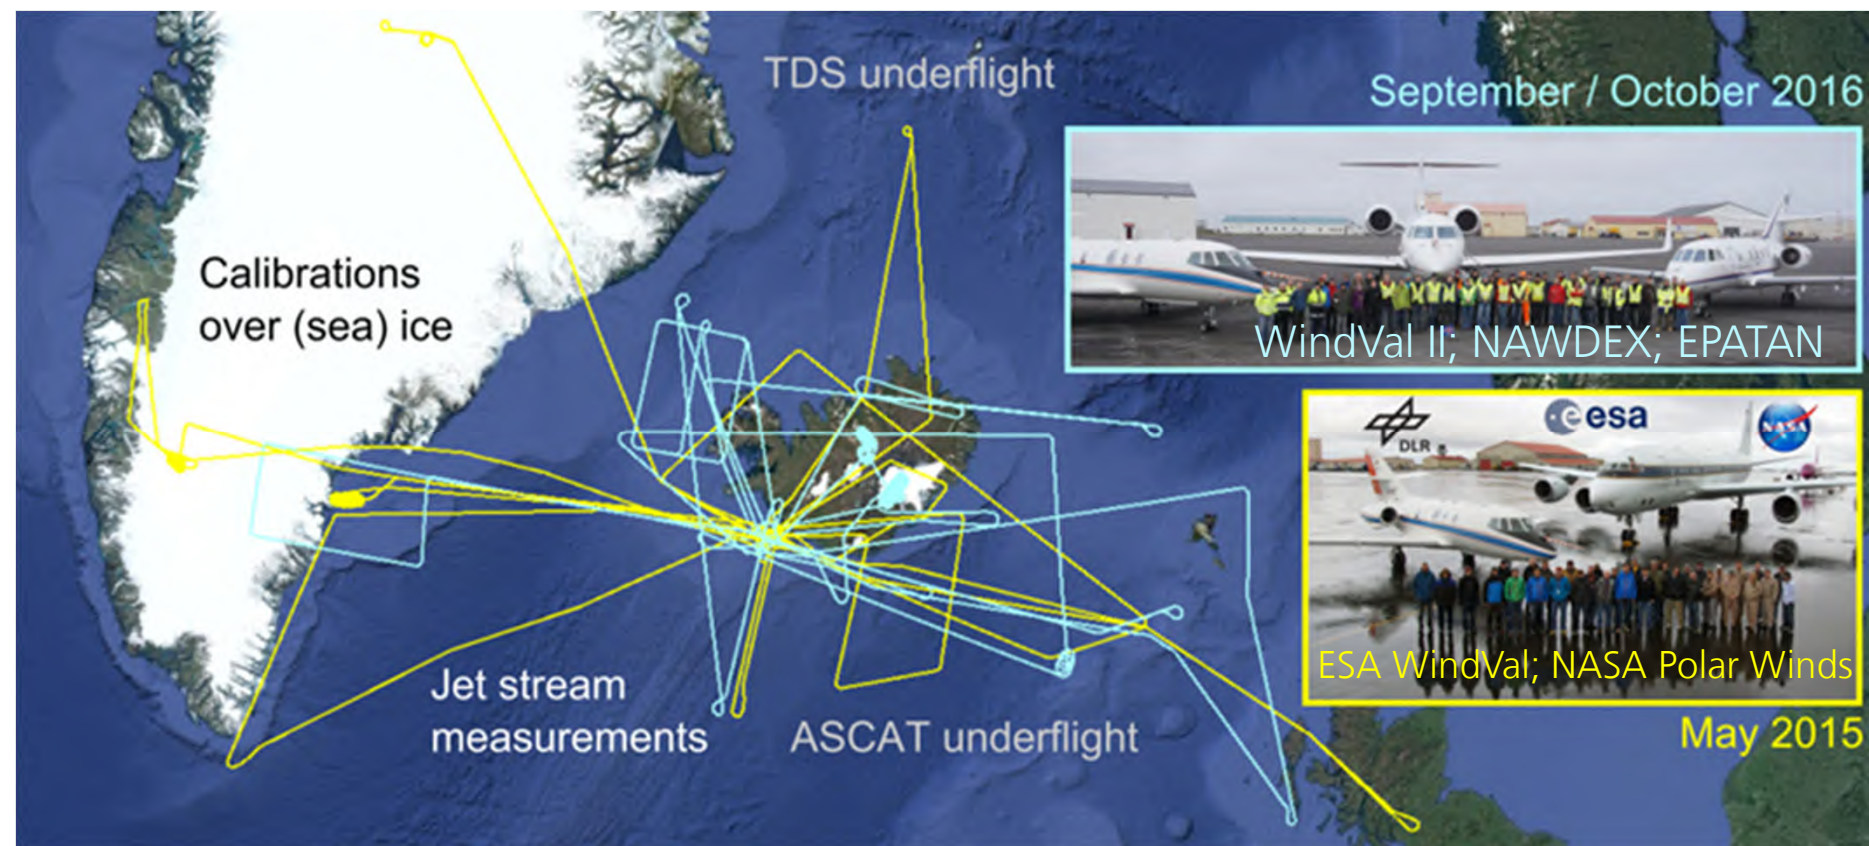 TDS underflight
September / October 2016
Calibrations
over (sea) ice
WindVal II; NAWDEX; EPATAN
DLR
esa
NASA
ESA WindVal; NASA Polar Winds
Jet stream
measurements
ASCAT underflight
May 2015